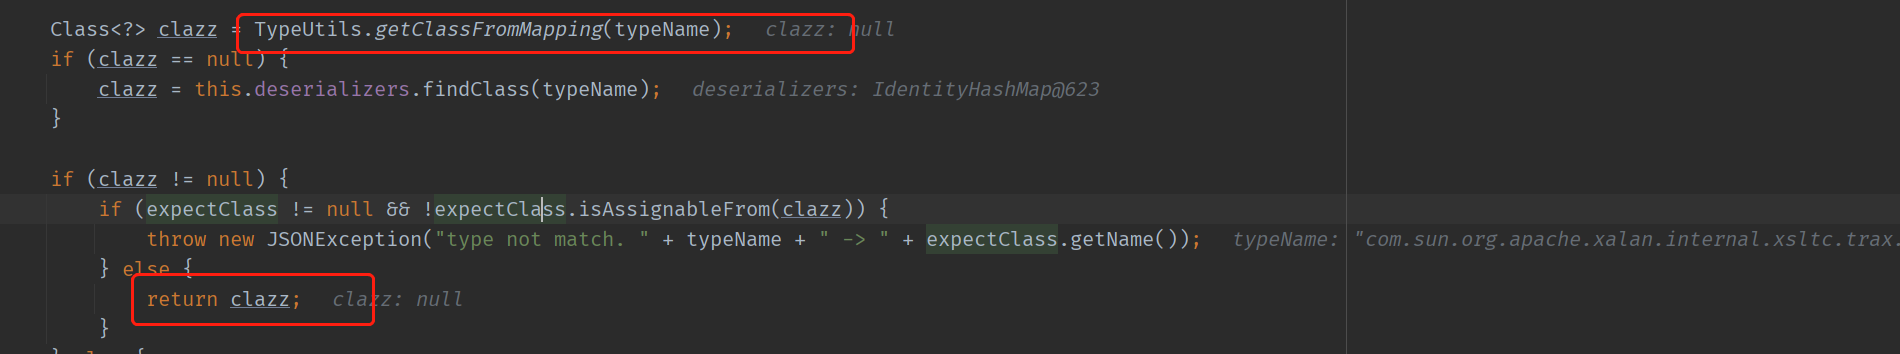 Class<?> clazz = TypeUtils.getClassFromMapping(typeName); clazz: null
if (clazz == null) {
clazz = this.deserializers.findClass(typeName); deserializers: IdentityHashMap@623
}
if (clazz != null) {
if (expectClass != null && !expectClass.isAssignableFrom(clazz)) {
throw new JSONException("type not match. " + typeName + " -> " + expectClass.getName()); typeName: "com.sun.org.apache.xalan.internal.xsltc.trax.
} else {
return clazz; clazz: null
}